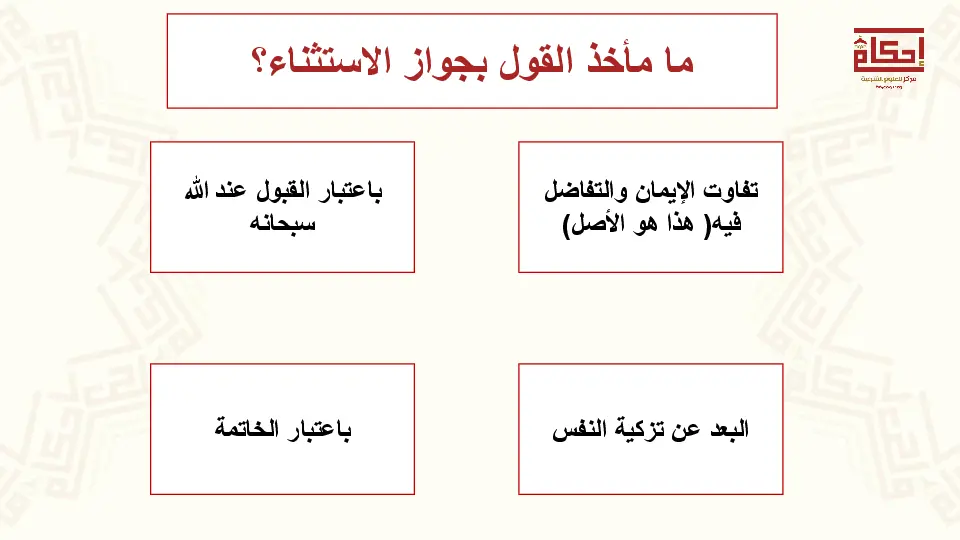 ما مأخذ القول بجواز الاستثناء؟
إحكام
مركز للعلوم الشرعية
تفاوت الإيمان والتفاضل
فيه( هذا هو الأصل)
باعتبار القبول عند الله
سبحانه
البعد عن تزكية النفس
باعتبار الخاتمة